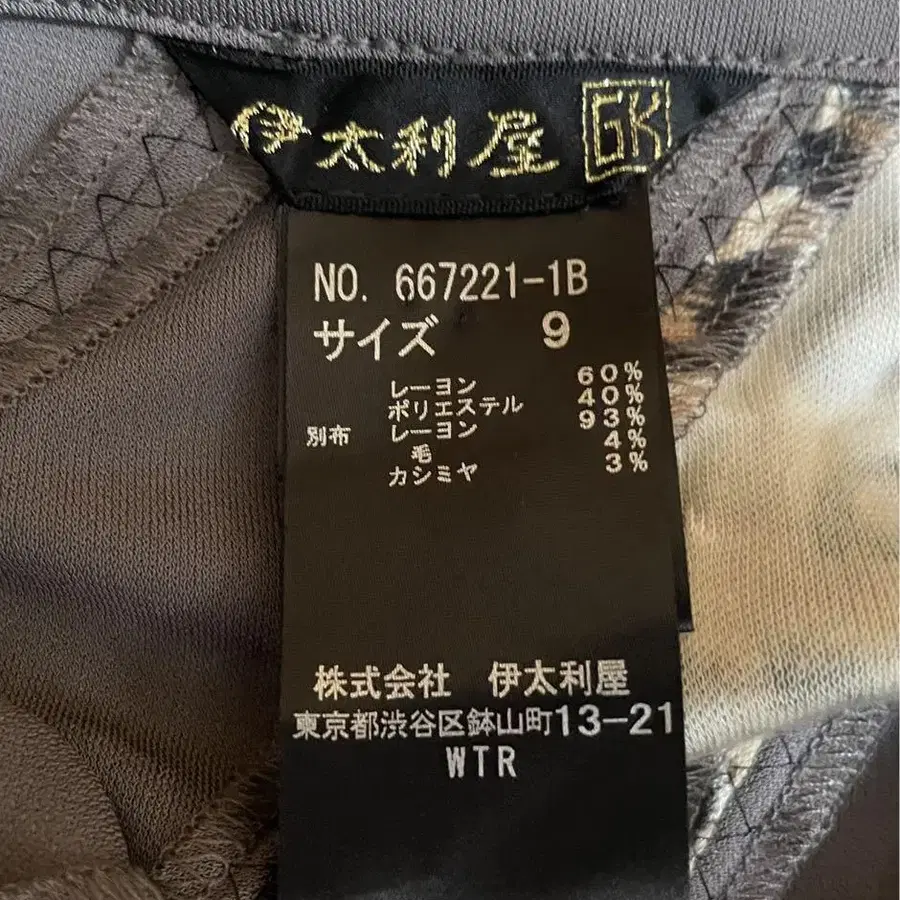 伊太利屋 GK
NO. 667221-1B
サイズ 9
レーヨン 60%
ポリエステル 40%
別布 レーヨン 93%
毛 4%
カシミヤ 3%
株式会社 伊太利屋
東京都渋谷区鉢山町13-21
WTR